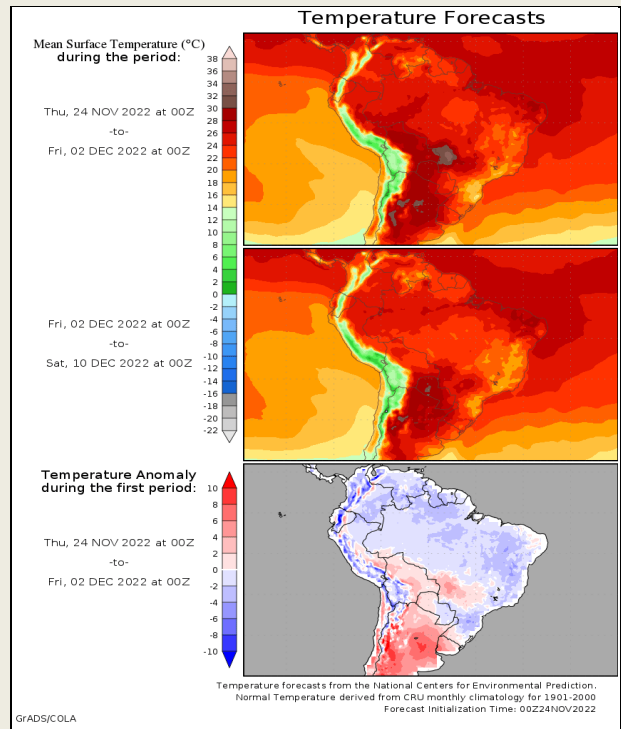 Temperature Forecasts
Mean Surface Temperature (°C)
during the period:
Thu, 24 NOV 2022 at 00Z
-to-
Fri, 02 DEC 2022 at 00Z
38
36
34
32
30
28
26
24
22
20
18
16
14
12
10
8
6
4
2
0
-2
-4
-6
-8
-10
-12
-14
-16
-18
-20
-22
Fri, 02 DEC 2022 at 00Z
-to-
Sat, 10 DEC 2022 at 00Z
Temperature Anomaly
during the first period:
Thu, 24 NOV 2022 at 00Z
-to-
Fri, 02 DEC 2022 at 00Z
10
8
6
4
2
0
-2
-4
-6
-8
-10
Temperature forecasts from the National Centers for Environmental Prediction.
Normal Temperature derived from CRU monthly climatology for 1901-2000
Forecast Initialization Time: 00Z24NOV2022
GrADS/COLA